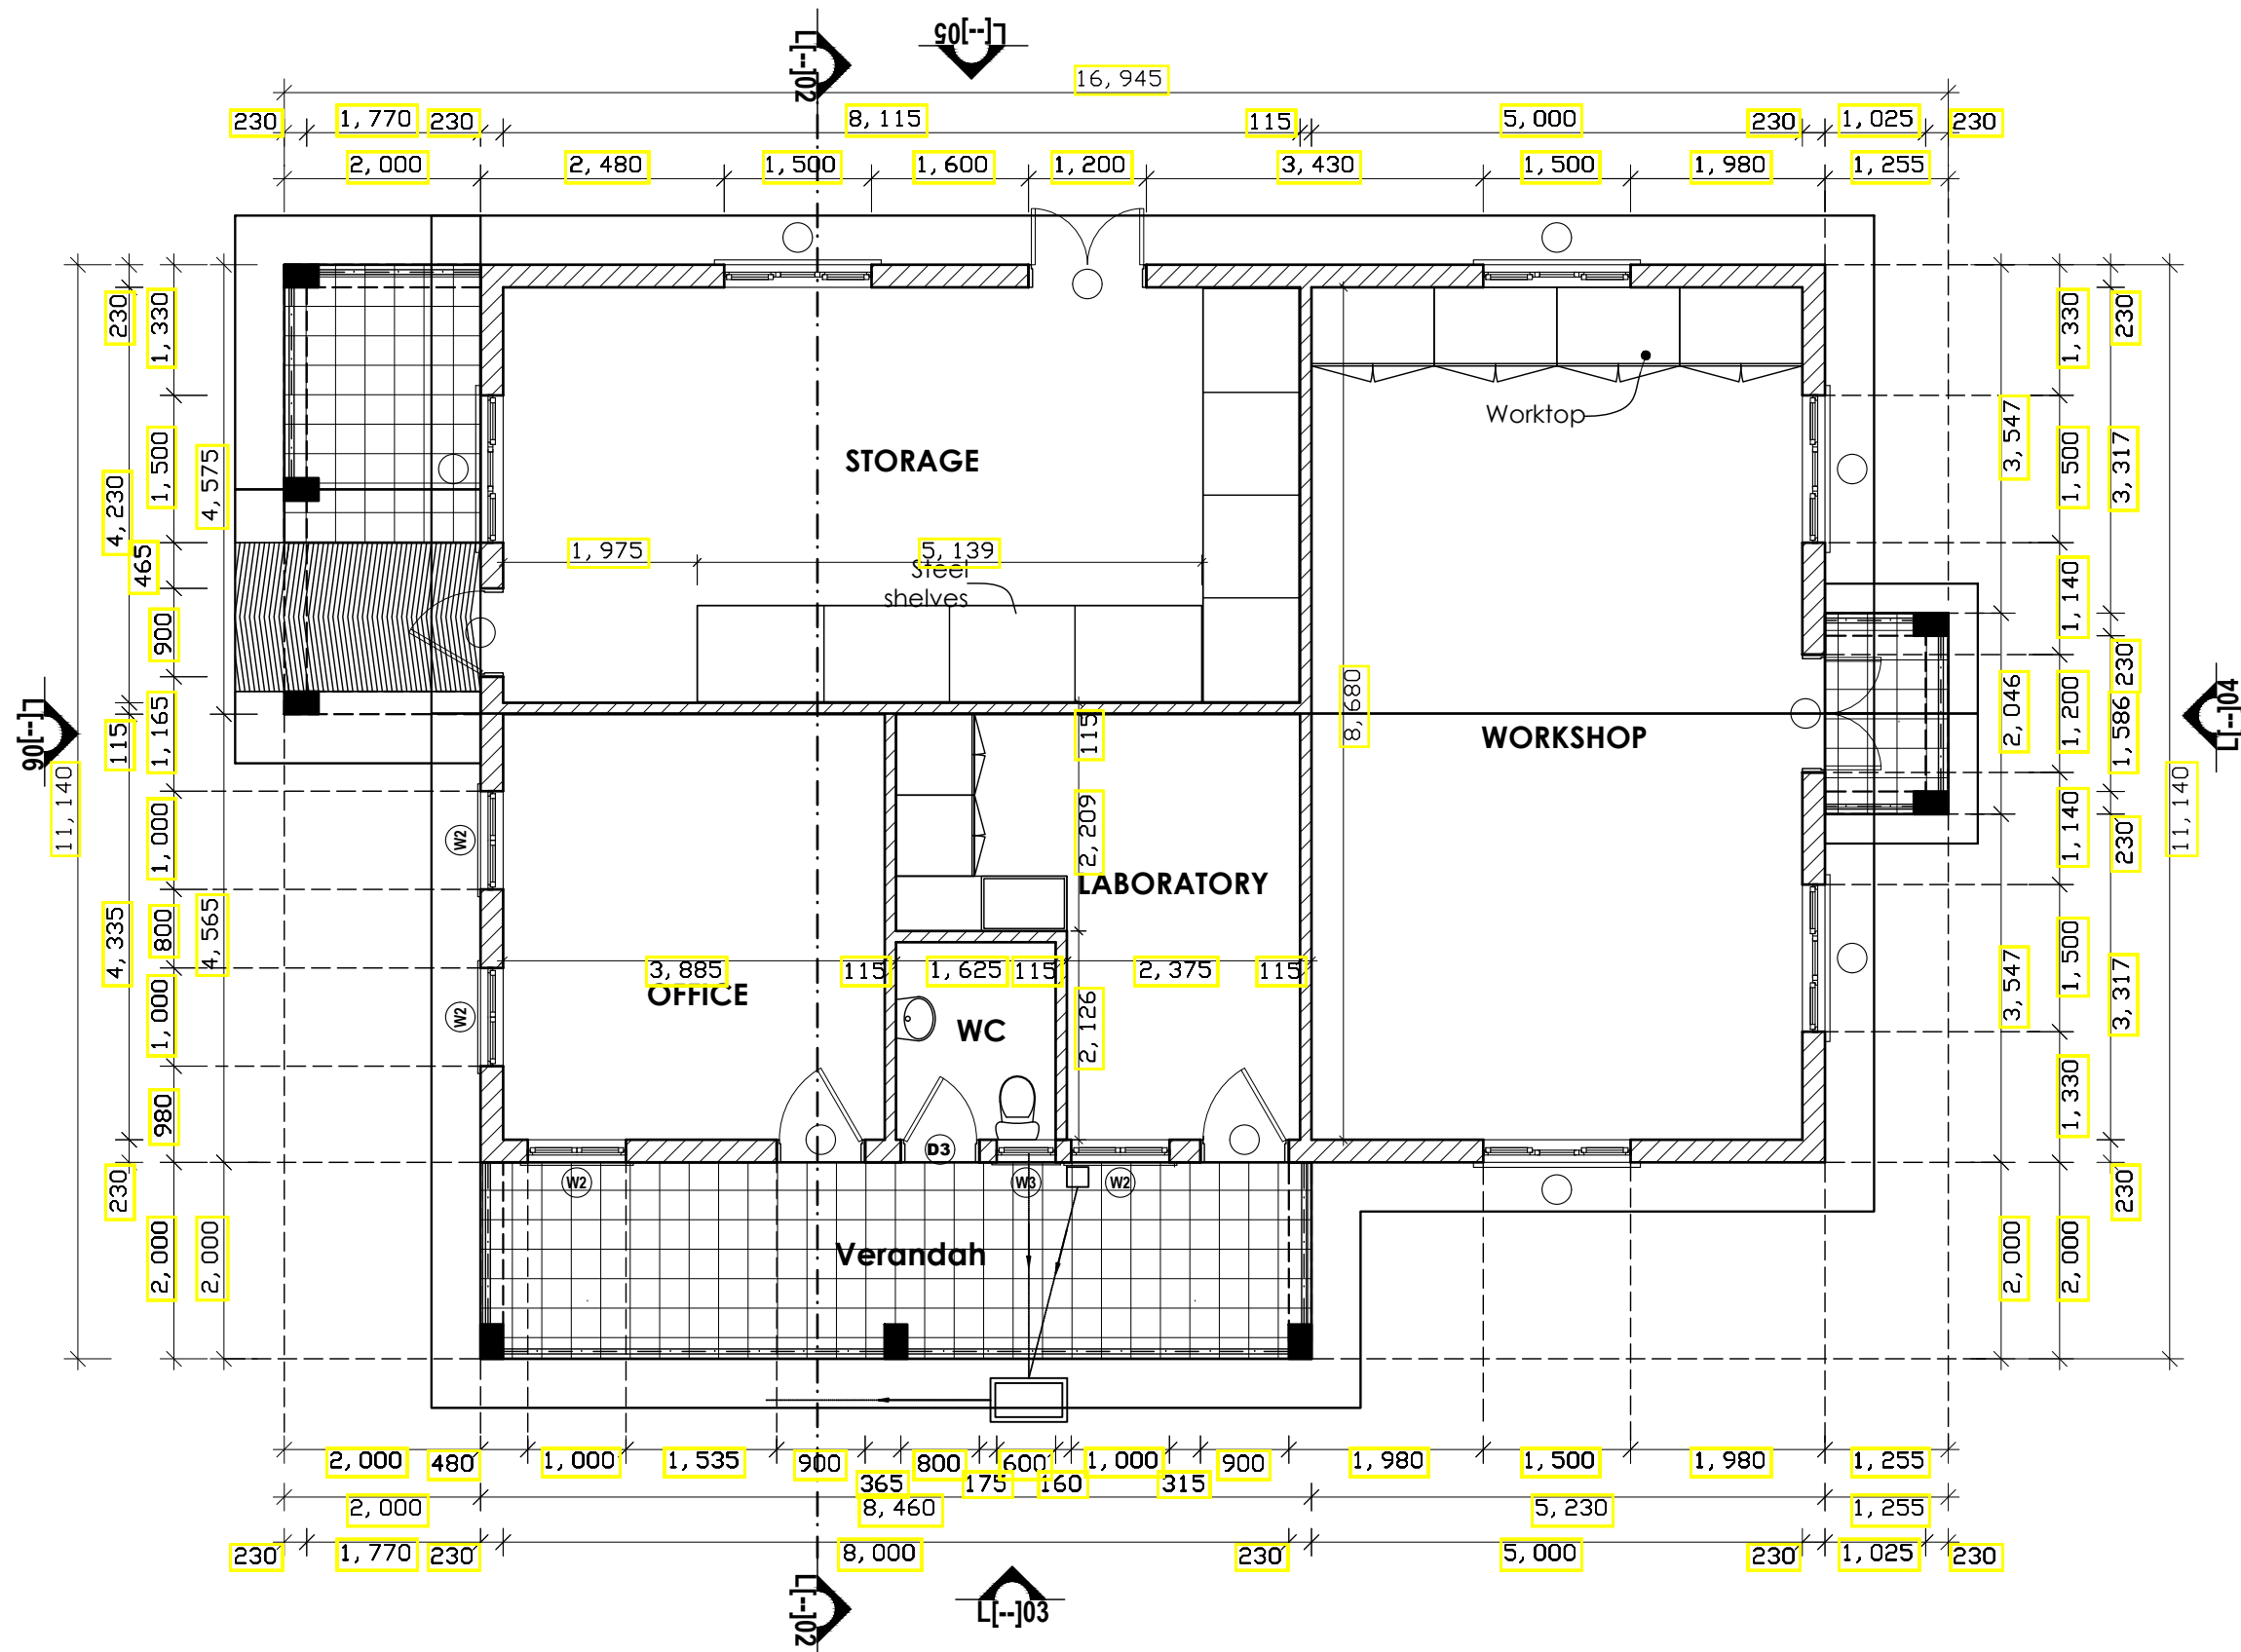 L[--]02
L[--]05
16,945
230 1,770 230 8,115 115 5,000 230 1,025 230
2,000 2,480 1,500 1,600 1,200 3,430 1,500 1,980 1,255
230
1,330
1,330
230
Worktop
STORAGE
1,500
4,575
4,230
465
3,547
1,500
3,317
1,975 5,139
Steel
shelves
900
1,140
230
8,680
L[--]06
115
1,165
115
WORKSHOP
2,046
1,200
1,586
L[--]04
11,140
11,140
W2
1,000
2,209
1,140
230
LABORATORY
4,335
800
4,565
3,885 115 1,625 115 2,375 115
OFFICE
W2
1,000
WC
2,126
3,547
1,500
3,317
980
1,330
D3
230
W2
W3
W2
230
2,000
2,000
Verandah
2,000
2,000
2,000 480 1,000 1,535 900 800 600 1,000 900 1,980 1,500 1,980 1,255
365 175 160 315
2,000 8,460 5,230 1,255
230 1,770 230 8,000 230 5,000 230 1,025 230
L[--]02
L[--]03